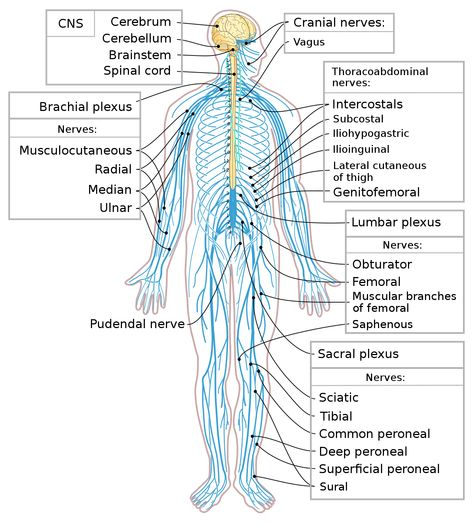 CNS
Cerebrum
Cerebellum
Brainstem
Spinal cord
Cranial nerves:
Vagus
Thoracoabdominal
nerves:
Intercostals
Subcostal
Iliohypogastric
Ilioinguinal
Lateral cutaneous
of thigh
Genitofemoral
Brachial plexus
Nerves:
Musculocutaneous
Radial
Median
Ulnar
Lumbar plexus
Nerves:
Obturator
Femoral
Muscular branches
of femoral
Saphenous
Pudendal nerve
Sacral plexus
Nerves:
Sciatic
Tibial
Common peroneal
Deep peroneal
Superficial peroneal
Sural